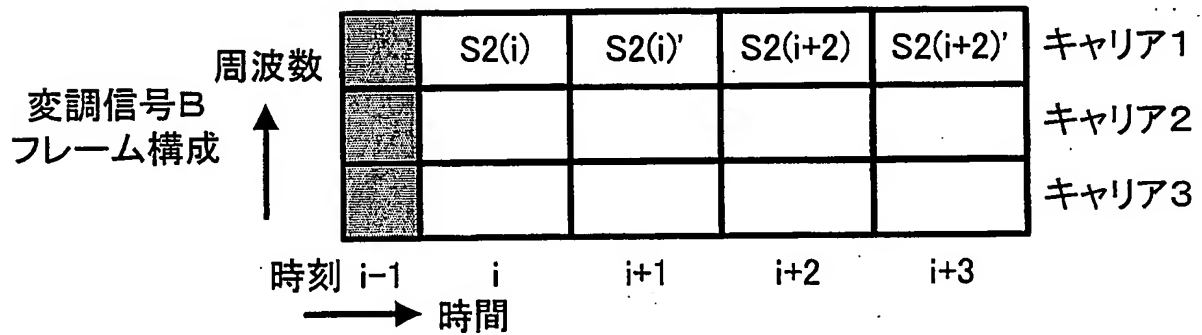 周波数
変調信号B
フレーム構成
S2(i) S2(i)' S2(i+2) S2(i+2)' キャリア1
キャリア2
キャリア3
時刻 i-1 i i+1 i+2 i+3
時間